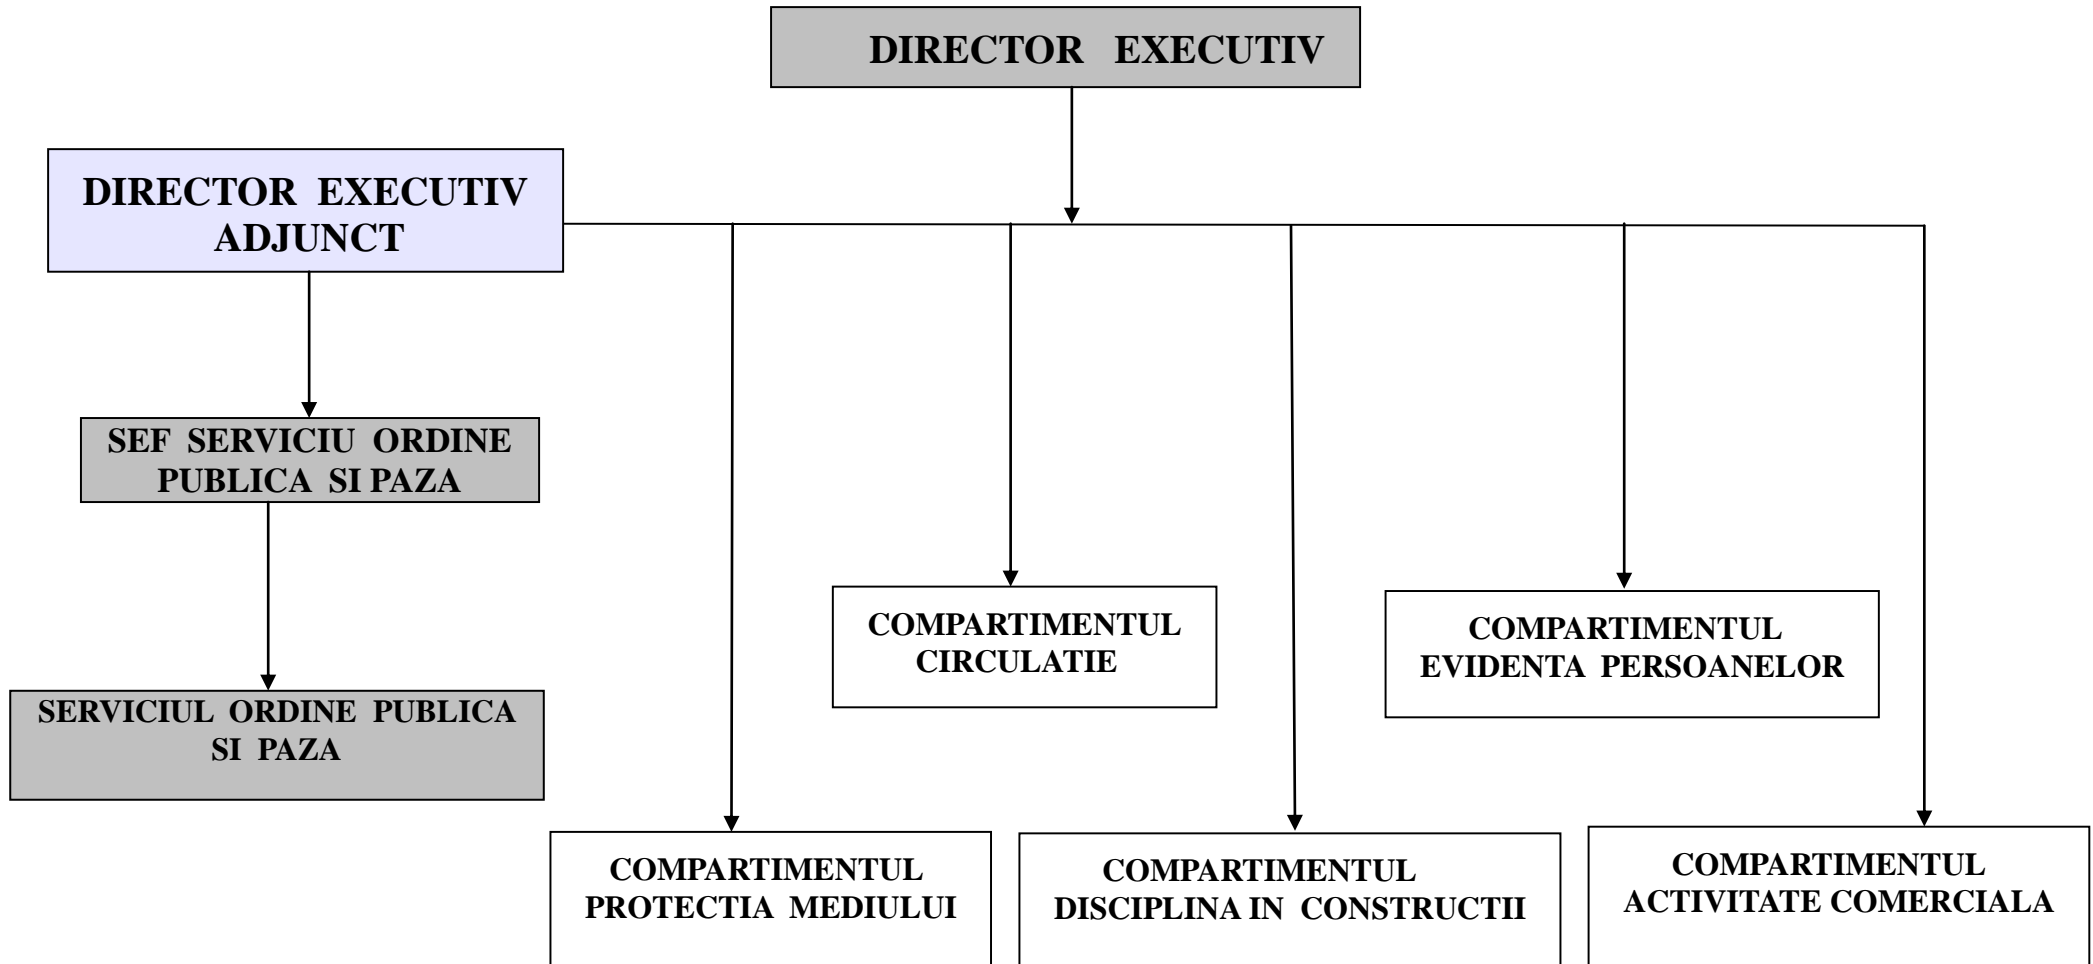 DIRECTOR EXECUTIV
DIRECTOR EXECUTIV
ADJUNCT
SEF SERVICIU ORDINE
PUBLICA SI PAZA
SERVICIUL ORDINE PUBLICA
SI PAZA
COMPARTIMENTUL
CIRCULATIE
COMPARTIMENTUL
EVIDENTA PERSOANELOR
COMPARTIMENTUL
PROTECTIA MEDIULUI
COMPARTIMENTUL
DISCIPLINA IN CONSTRUCTII
COMPARTIMENTUL
ACTIVITATE COMERCIALA